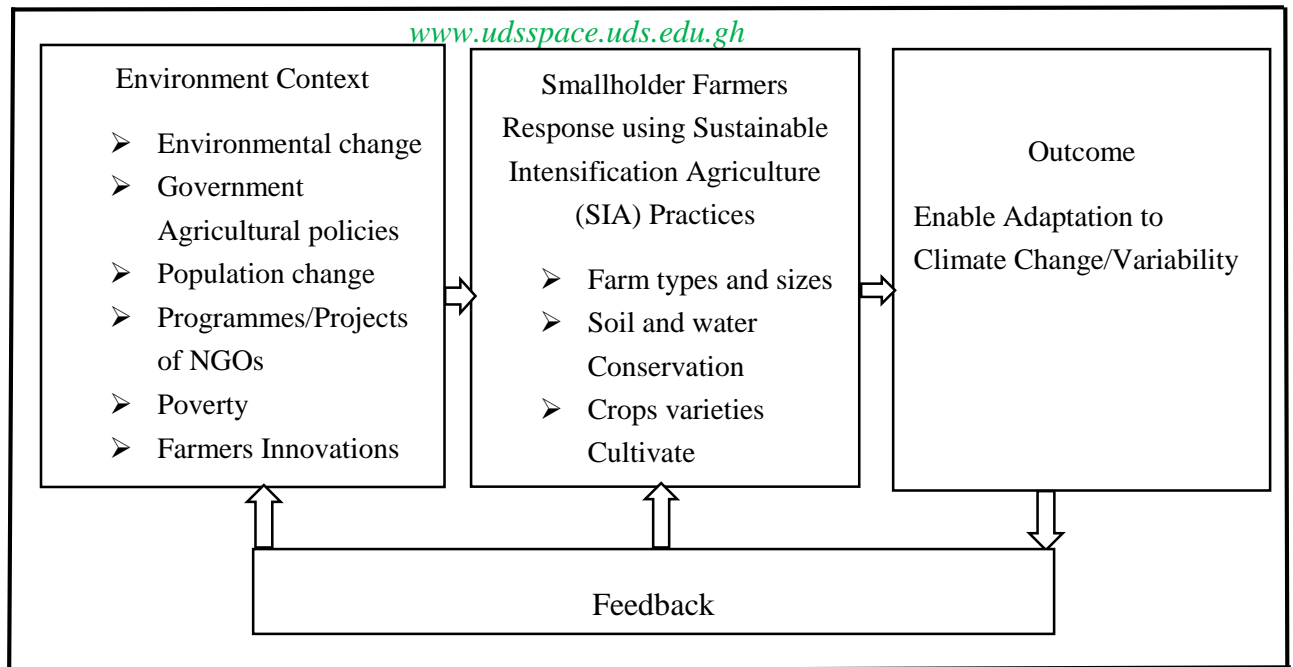 www.udsspace.uds.edu.gh
Environment Context
➢ Environmental change
➢ Government
Agricultural policies
➢ Population change
➢ Programmes/Projects
of NGOs
➢ Poverty
➢ Farmers Innovations
Smallholder Farmers
Response using Sustainable
Intensification Agriculture
(SIA) Practices
➢ Farm types and sizes
➢ Soil and water
Conservation
➢ Crops varieties
Cultivate
Outcome
Enable Adaptation to
Climate Change/Variability
Feedback